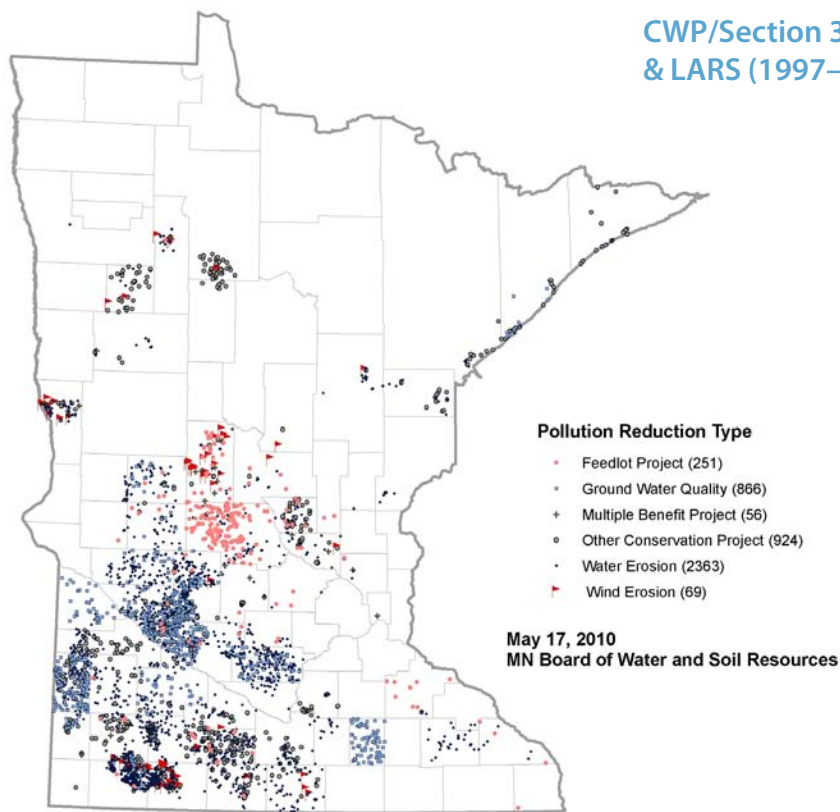 CWP/Section 3
& LARS (1997–
Pollution Reduction Type
Feedlot Project (251)
Ground Water Quality (866)
Multiple Benefit Project (56)
Other Conservation Project (924)
Water Erosion (2363)
Wind Erosion (69)
May 17, 2010
MN Board of Water and Soil Resources